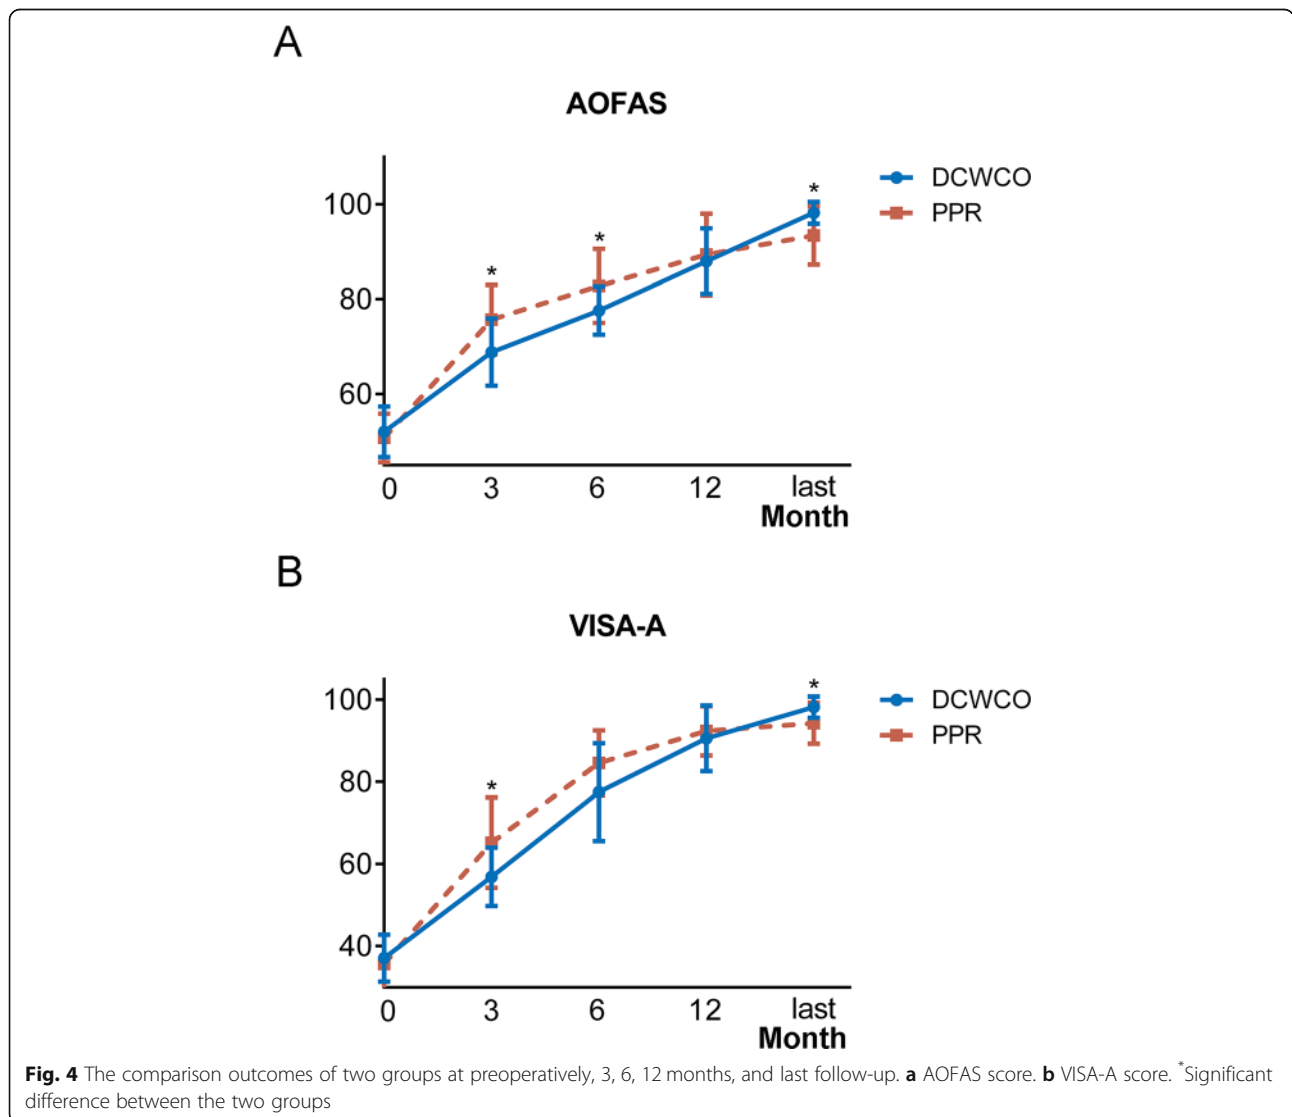 A
AOFAS
100
80
60
0 3 6 12 last
Month
* * *
DCWCO
PPR
B
VISA-A
100
80
60
40
0 3 6 12 last
Month
* *
DCWCO
PPR
Fig. 4 The comparison outcomes of two groups at preoperatively, 3, 6, 12 months, and last follow-up. a AOFAS score. b VISA-A score. *Significant
difference between the two groups